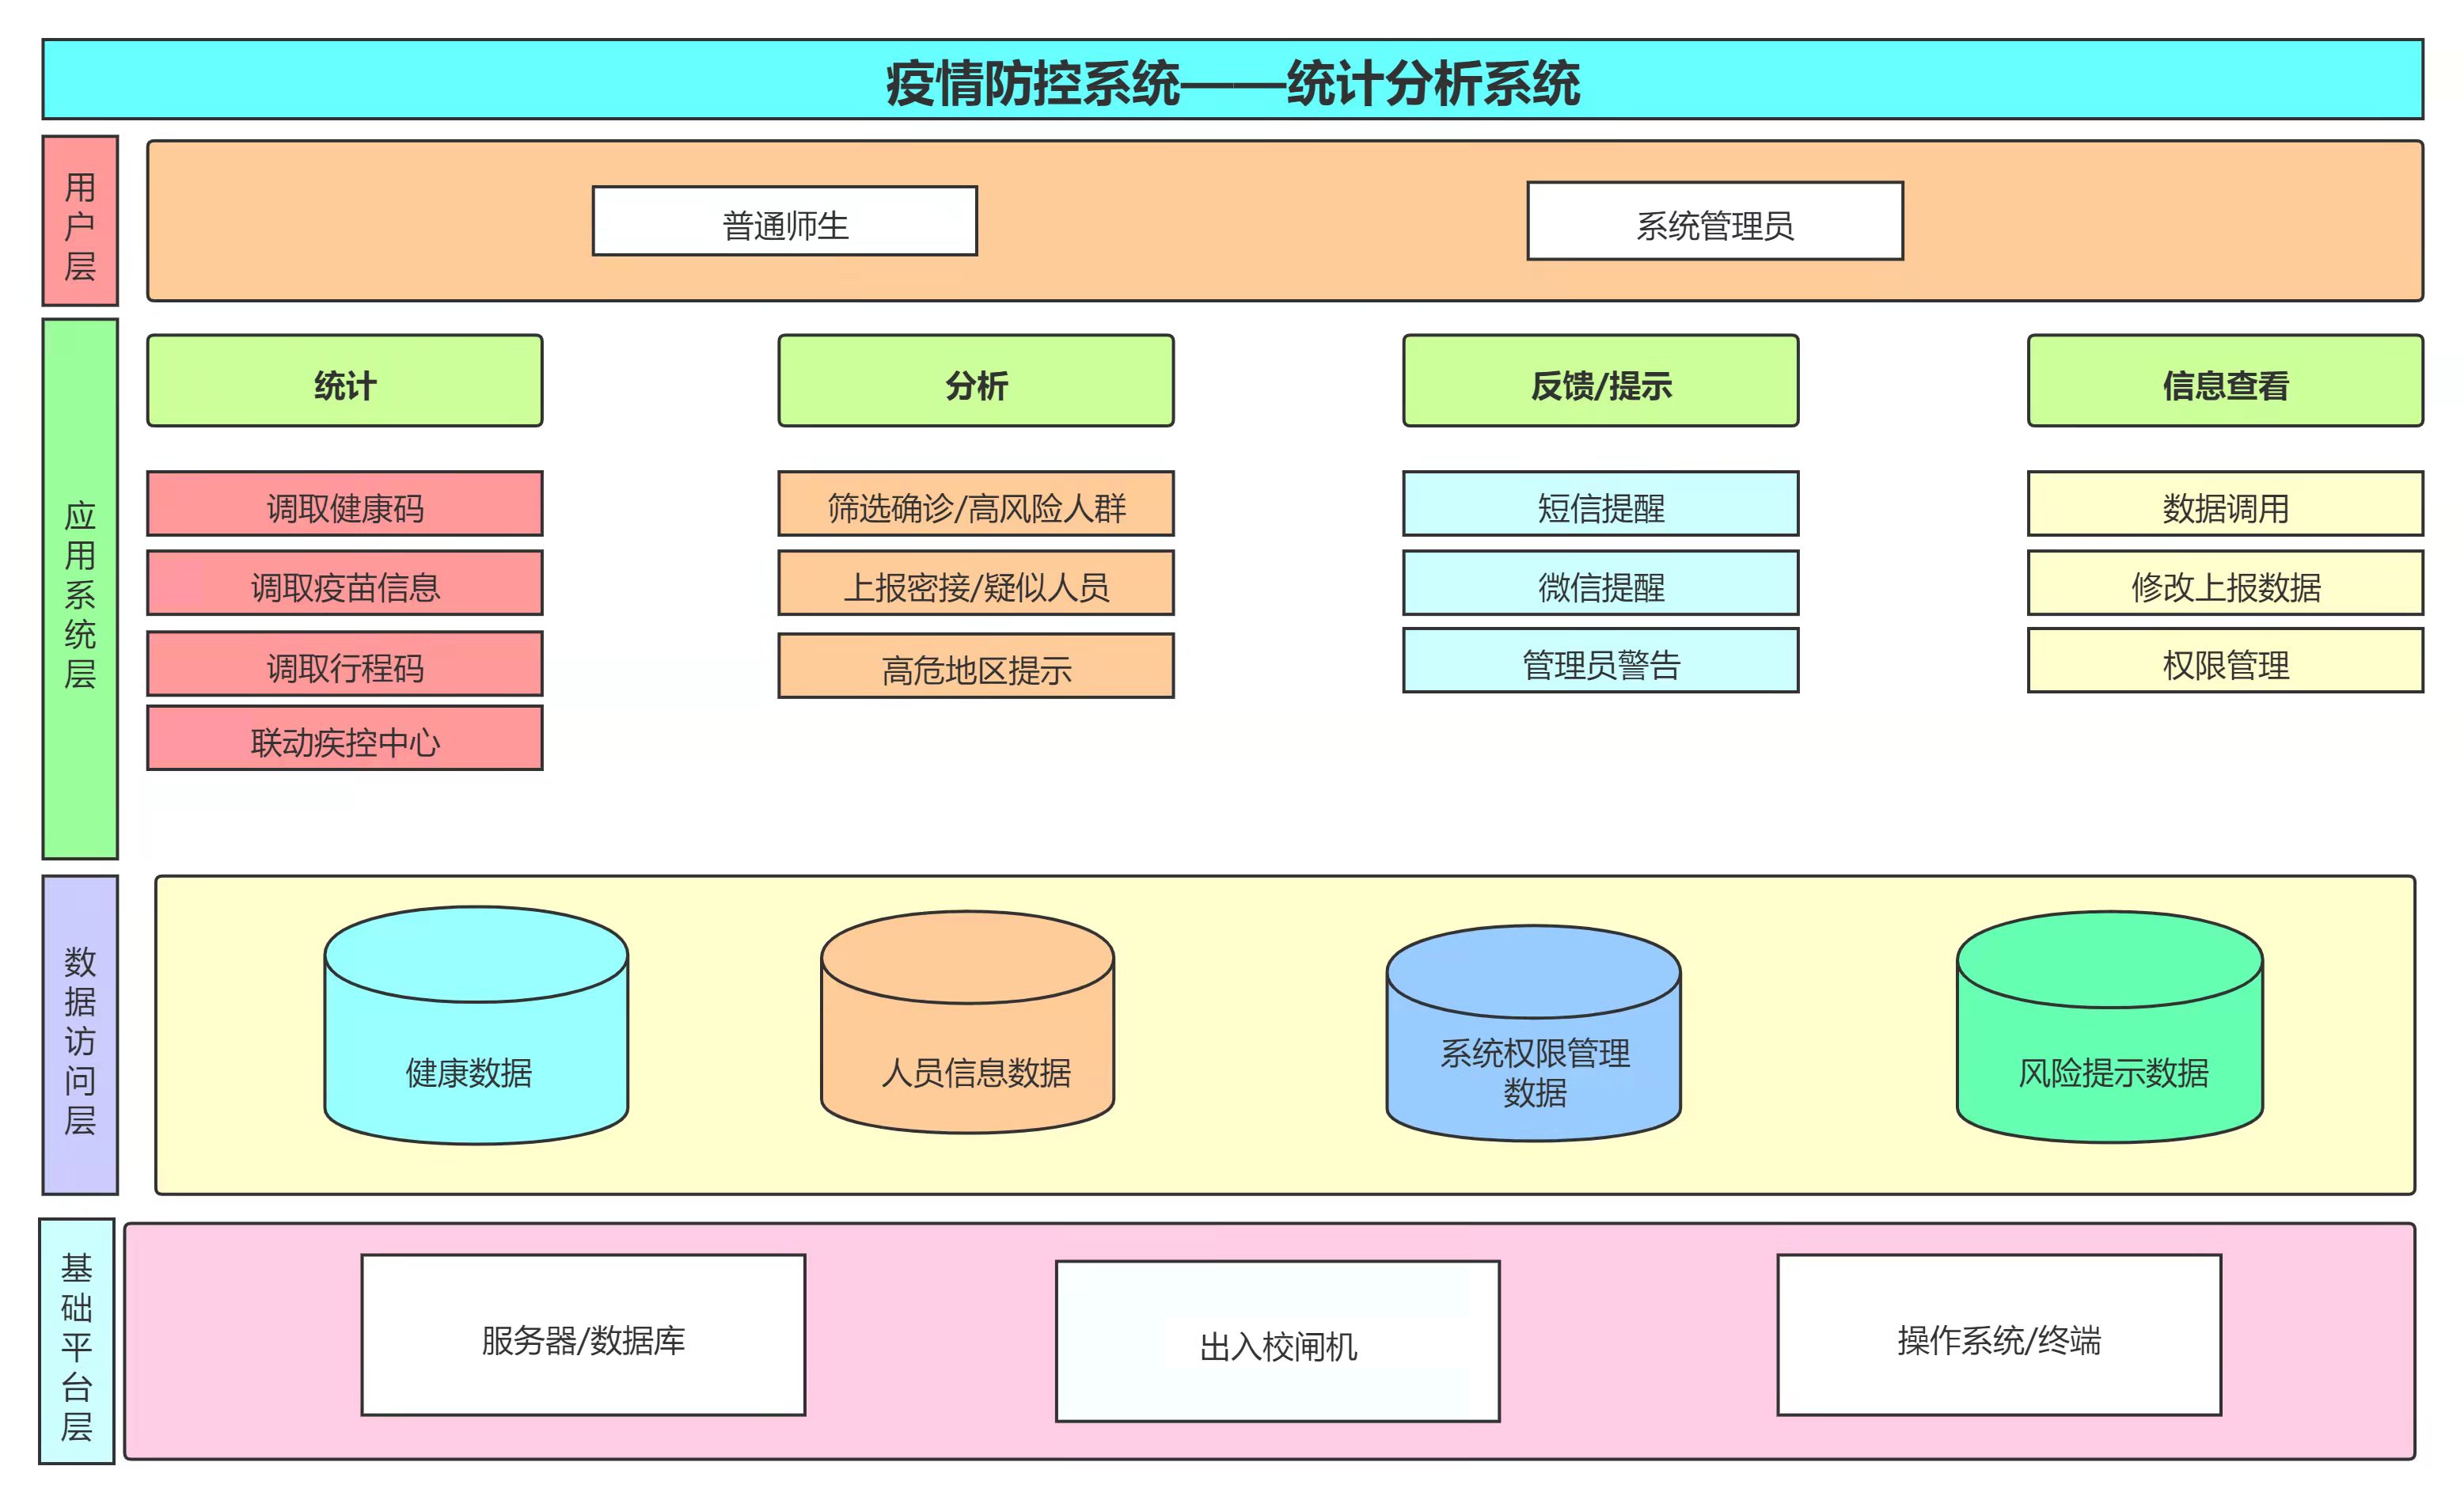 疫情防控系统——统计分析系统
用户层
普通师生
系统管理员
应用系统层
统计
分析
反馈/提示
信息查看
调取健康码
筛选确诊/高风险人群
短信提醒
数据调用
调取疫苗信息
上报密接/疑似人员
微信提醒
修改上报数据
调取行程码
高危地区提示
管理员警告
权限管理
联动疾控中心
数据访问层
健康数据
人员信息数据
系统权限管理
数据
风险提示数据
基础平台层
服务器/数据库
出入校闸机
操作系统/终端